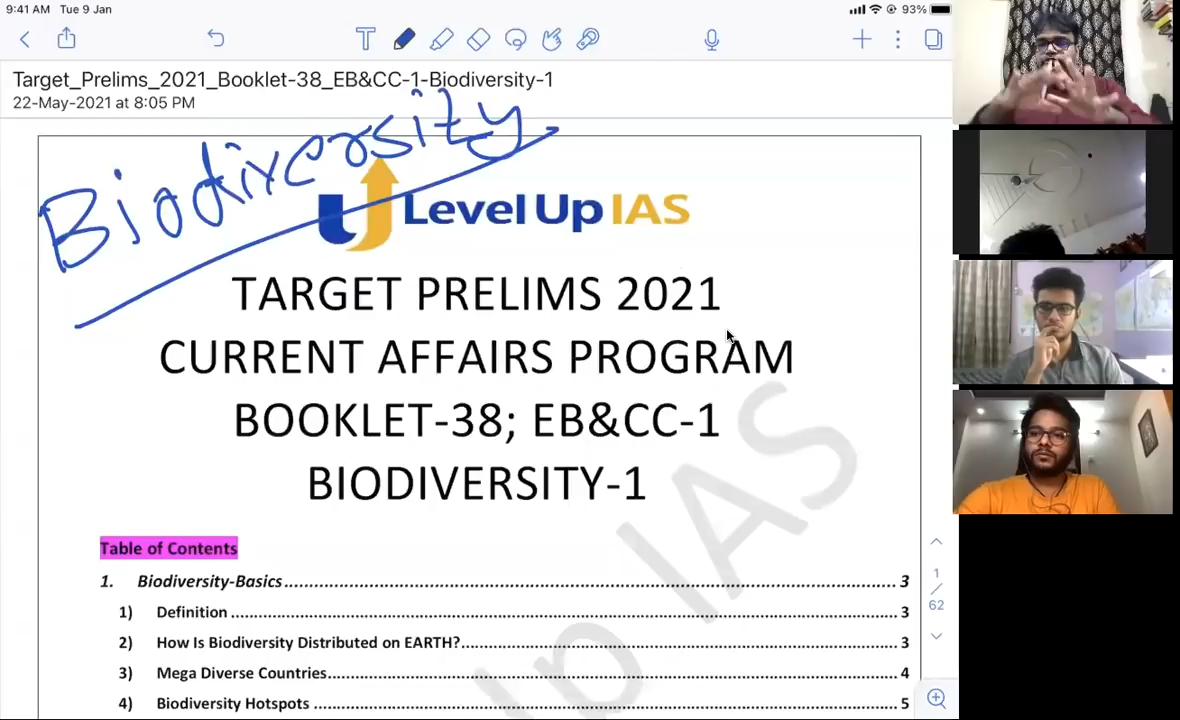 9:41 AM Tue 9 Jan
93%
Target_Prelims_2021_Booklet-38_EB&CC-1-Biodiversity-1
22-May-2021 at 8:05 PM
Biodiversity
Level Up IAS
TARGET PRELIMS 2021
CURRENT AFFAIRS PROGRAM
BOOKLET-38; EB&CC-1
BIODIVERSITY-1
Table of Contents
1. Biodiversity-Basics 3
1) Definition 3
2) How Is Biodiversity Distributed on EARTH? 3
3) Mega Diverse Countries 4
4) Biodiversity Hotspots 5
1
/
62
Up IAS